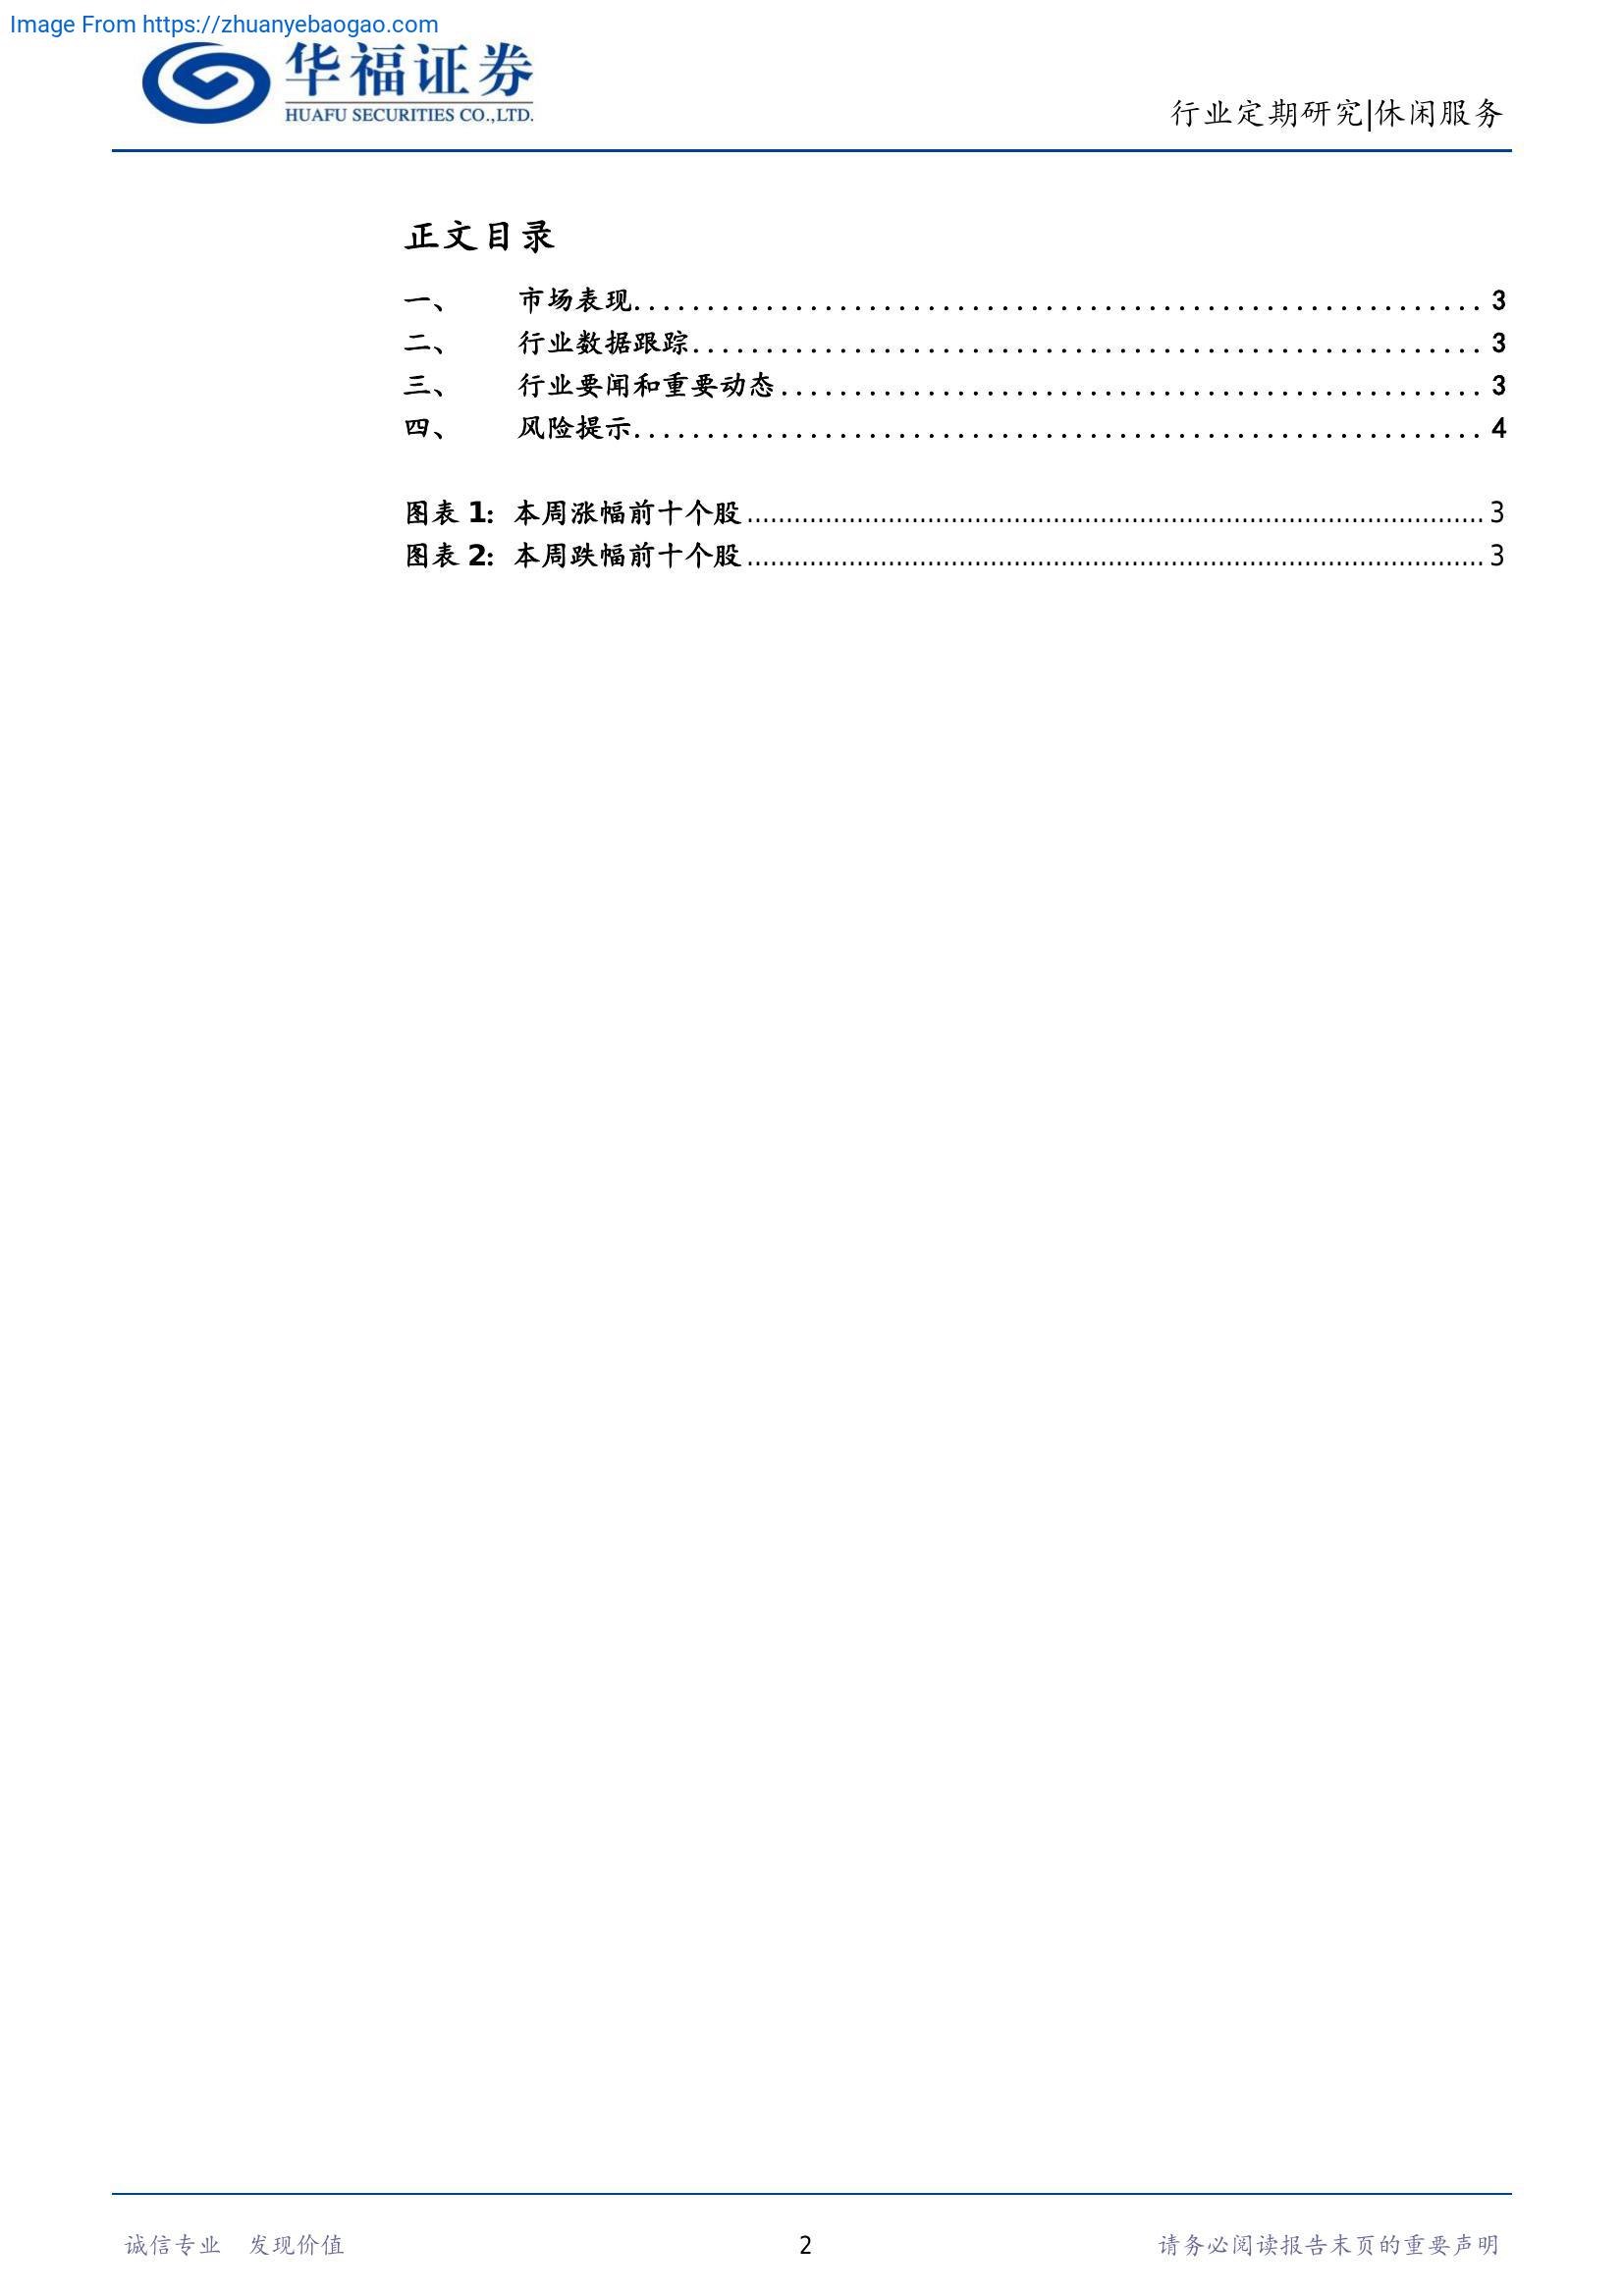 Image From https://zhuanyebaogao.com
华福证券
HUAFU SECURITIES CO.,LTD.
行业定期研究|休闲服务
正文目录
一、 市场表现........................................................ 3
二、 行业数据跟踪.................................................... 3
三、 行业要闻和重要动态.............................................. 3
四、 风险提示........................................................ 4
图表 1: 本周涨幅前十个股........................................................ 3
图表 2: 本周跌幅前十个股........................................................ 3
诚信专业 发现价值
2
请务必阅读报告末页的重要声明